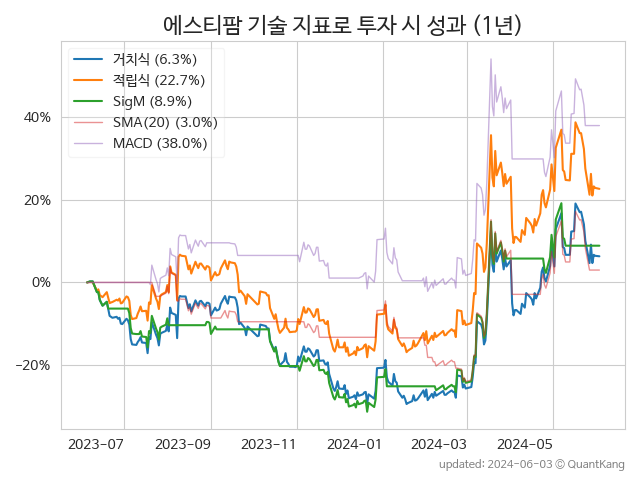 에스티팜 기술 지표로 투자 시 성과 (1년)
거치식 (6.3%)
적립식 (22.7%)
SigM (8.9%)
SMA(20) (3.0%)
MACD (38.0%)
40%
20%
0%
−20%
2023−07 2023−09 2023−11 2024−01 2024−03 2024−05
updated: 2024−06−03 ⓒ QuantKang